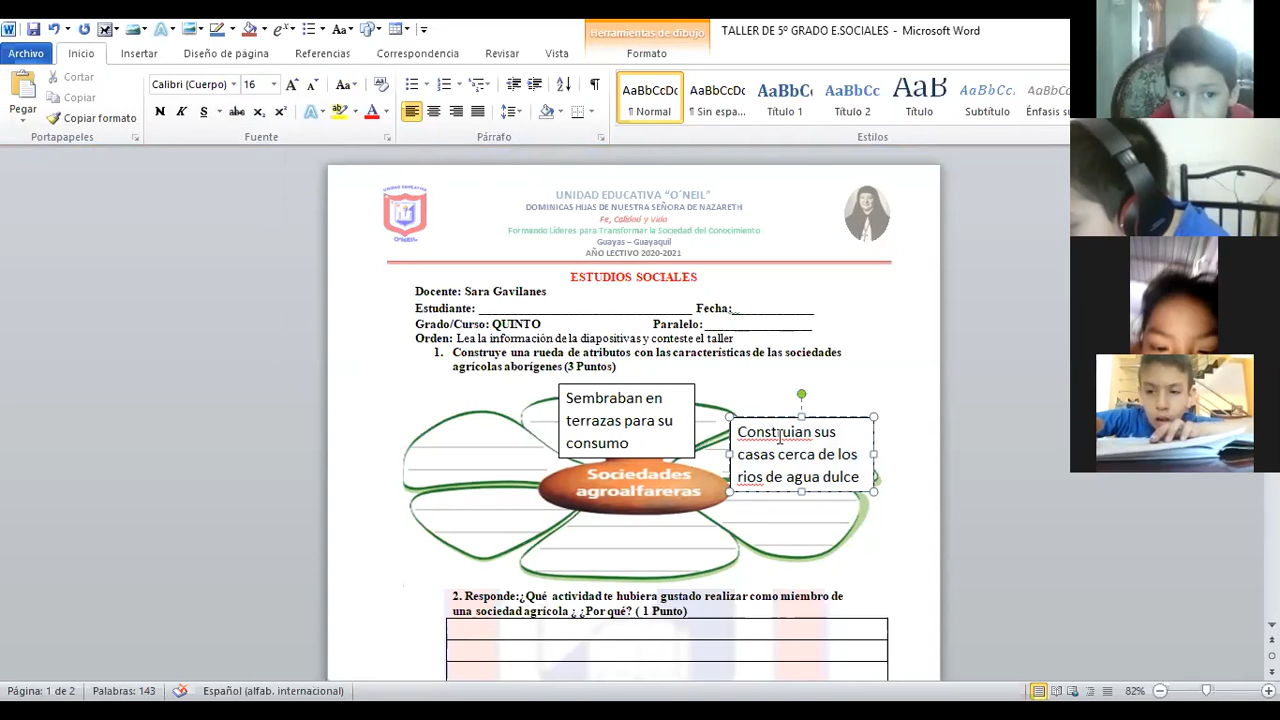 Herramientas de dibujo
TALLER DE 5º GRADO E.SOCIALES - Microsoft Word
Archivo Inicio Insertar Diseño de página Referencias Correspondencia Revisar Vista Formato
Pegar
Cortar
Copiar
Copiar formato
Portapapeles
Calibri (Cuerpo) 16
Fuente
Párrafo
AaBbCcDc AaBbCcDc AaBbC AaBbCc AaB AaBbCc. AaBbCc
¶ Normal ¶ Sin espa... Título 1 Título 2 Título Subtítulo Énfasis su
Estilos
UNIDAD EDUCATIVA “O´NEIL”
DOMINICAS HIJAS DE NUESTRA SEÑORA DE NAZARETH
Fe, Calidad y Vida
Formando Líderes para Transformar la Sociedad del Conocimiento
Guayas – Guayaquil
AÑO LECTIVO 2020-2021
O'NEIL
ESTUDIOS SOCIALES
Docente: Sara Gavilanes
Estudiante: ____________ Fecha:____________
Grado/Curso: QUINTO Paralelo: ____________
Orden: Lea la información de la diapositivas y conteste el taller
1. Construye una rueda de atributos con las características de las sociedades
agrícolas aborígenes (3 Puntos)
Sembraban en
terrazas para su
consumo
Construian sus
casas cerca de los
rios de agua dulce
Sociedades
agroalfareras
2. Responde:¿Qué actividad te hubiera gustado realizar como miembro de
una sociedad agrícola ¿ ¿Por qué? ( 1 Punto)
Página: 1 de 2 Palabras: 143 Español (alfab. internacional) 82%